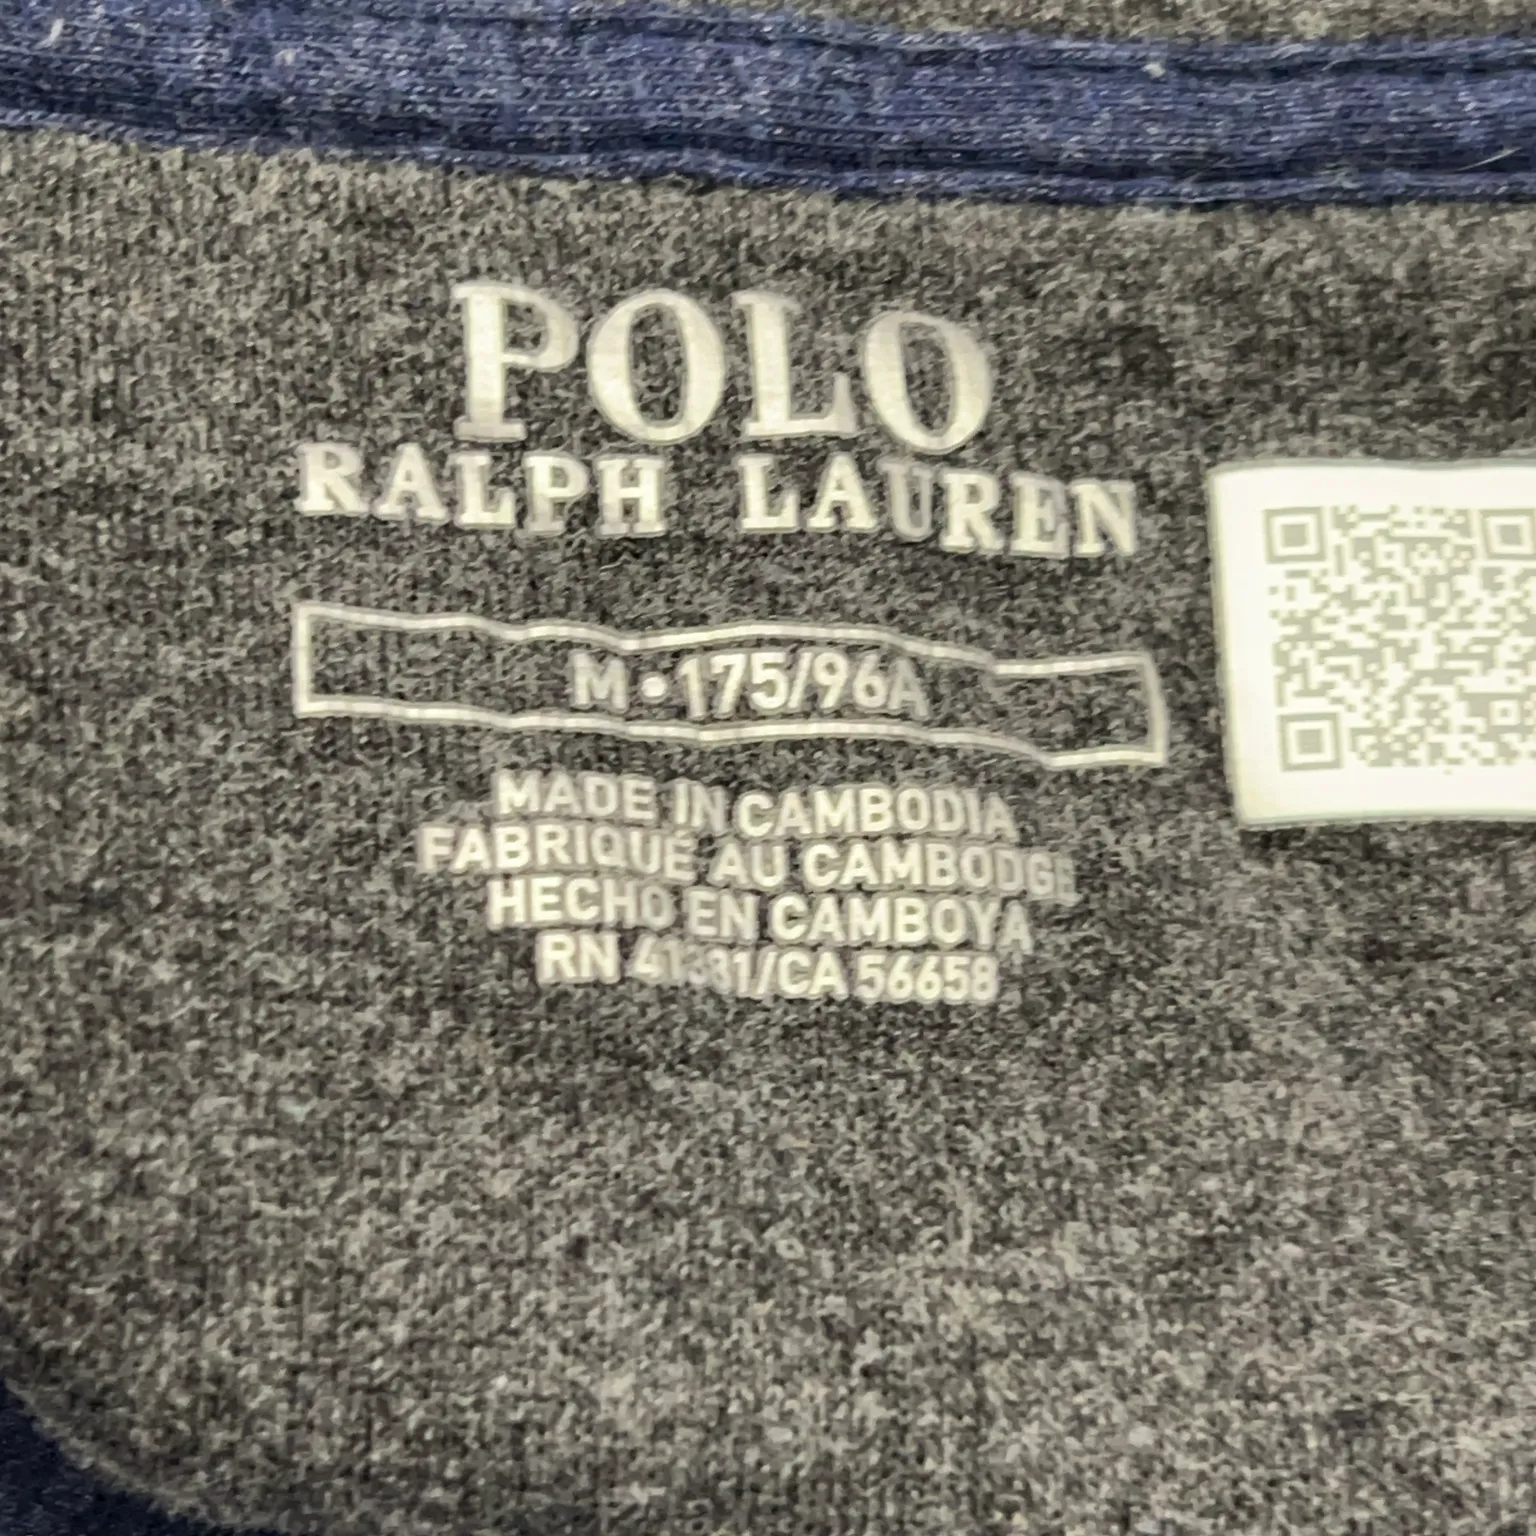 POLO
RALPH LAUREN
M • 175/96A
MADE IN CAMBODIA
FABRIQUÉ AU CAMBODGE
HECHO EN CAMBOYA
RN 41381/CA 56658